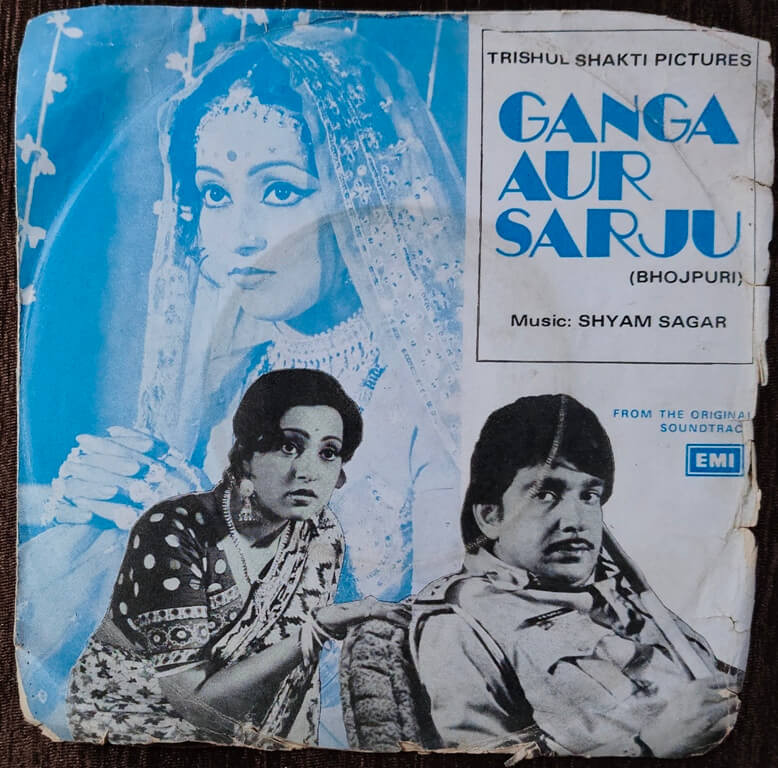 TRISHUL SHAKTI PICTURES
GANGA
AUR
SARJU
(BHOJPURI)
Music: SHYAM SAGAR
FROM THE ORIGINAL
SOUNDTRAC
EMI